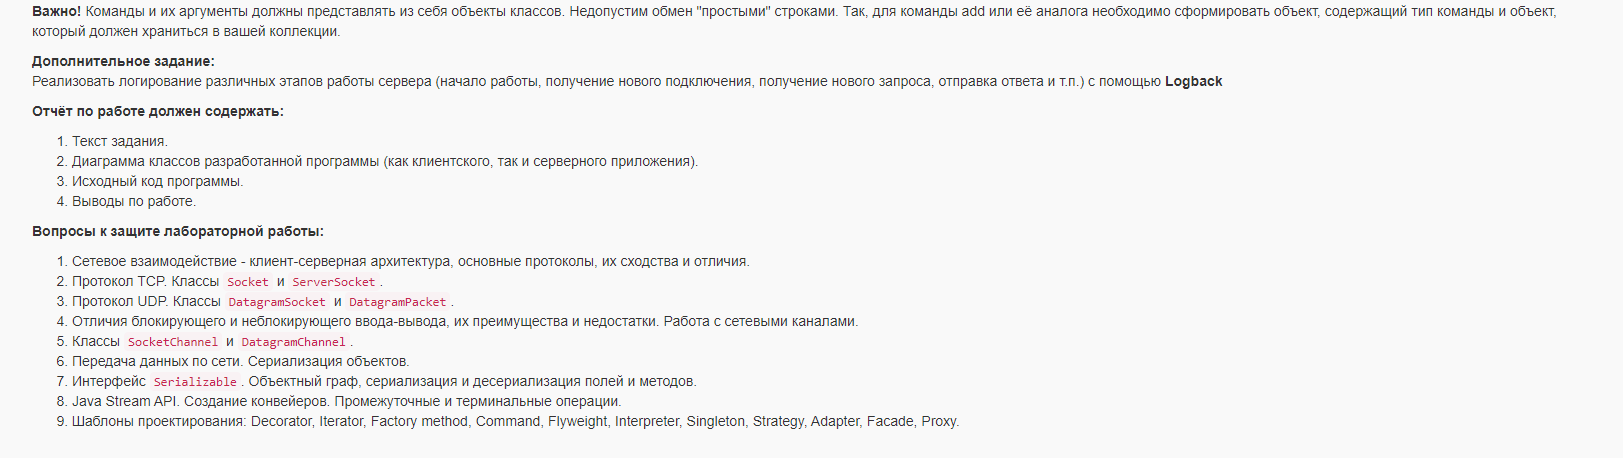 Важно! Команды и их аргументы должны представлять из себя объекты классов. Недопустим обмен "простыми" строками. Так, для команды add или её аналога необходимо сформировать объект, содержащий тип команды и объект,
который должен храниться в вашей коллекции.
Дополнительное задание:
Реализовать логирование различных этапов работы сервера (начало работы, получение нового подключения, получение нового запроса, отправка ответа и т.п.) с помощью Logback
Отчёт по работе должен содержать:
1. Текст задания.
2. Диаграмма классов разработанной программы (как клиентского, так и серверного приложения).
3. Исходный код программы.
4. Выводы по работе.
Вопросы к защите лабораторной работы:
1. Сетевое взаимодействие - клиент-серверная архитектура, основные протоколы, их сходства и отличия.
2. Протокол TCP. Классы Socket и ServerSocket.
3. Протокол UDP. Классы DatagramSocket и DatagramPacket.
4. Отличия блокирующего и неблокирующего ввода-вывода, их преимущества и недостатки. Работа с сетевыми каналами.
5. Классы SocketChannel и DatagramChannel.
6. Передача данных по сети. Сериализация объектов.
7. Интерфейс Serializable. Объектный граф, сериализация и десериализация полей и методов.
8. Java Stream API. Создание конвейеров. Промежуточные и терминальные операции.
9. Шаблоны проектирования: Decorator, Iterator, Factory method, Command, Flyweight, Interpreter, Singleton, Strategy, Adapter, Facade, Proxy.